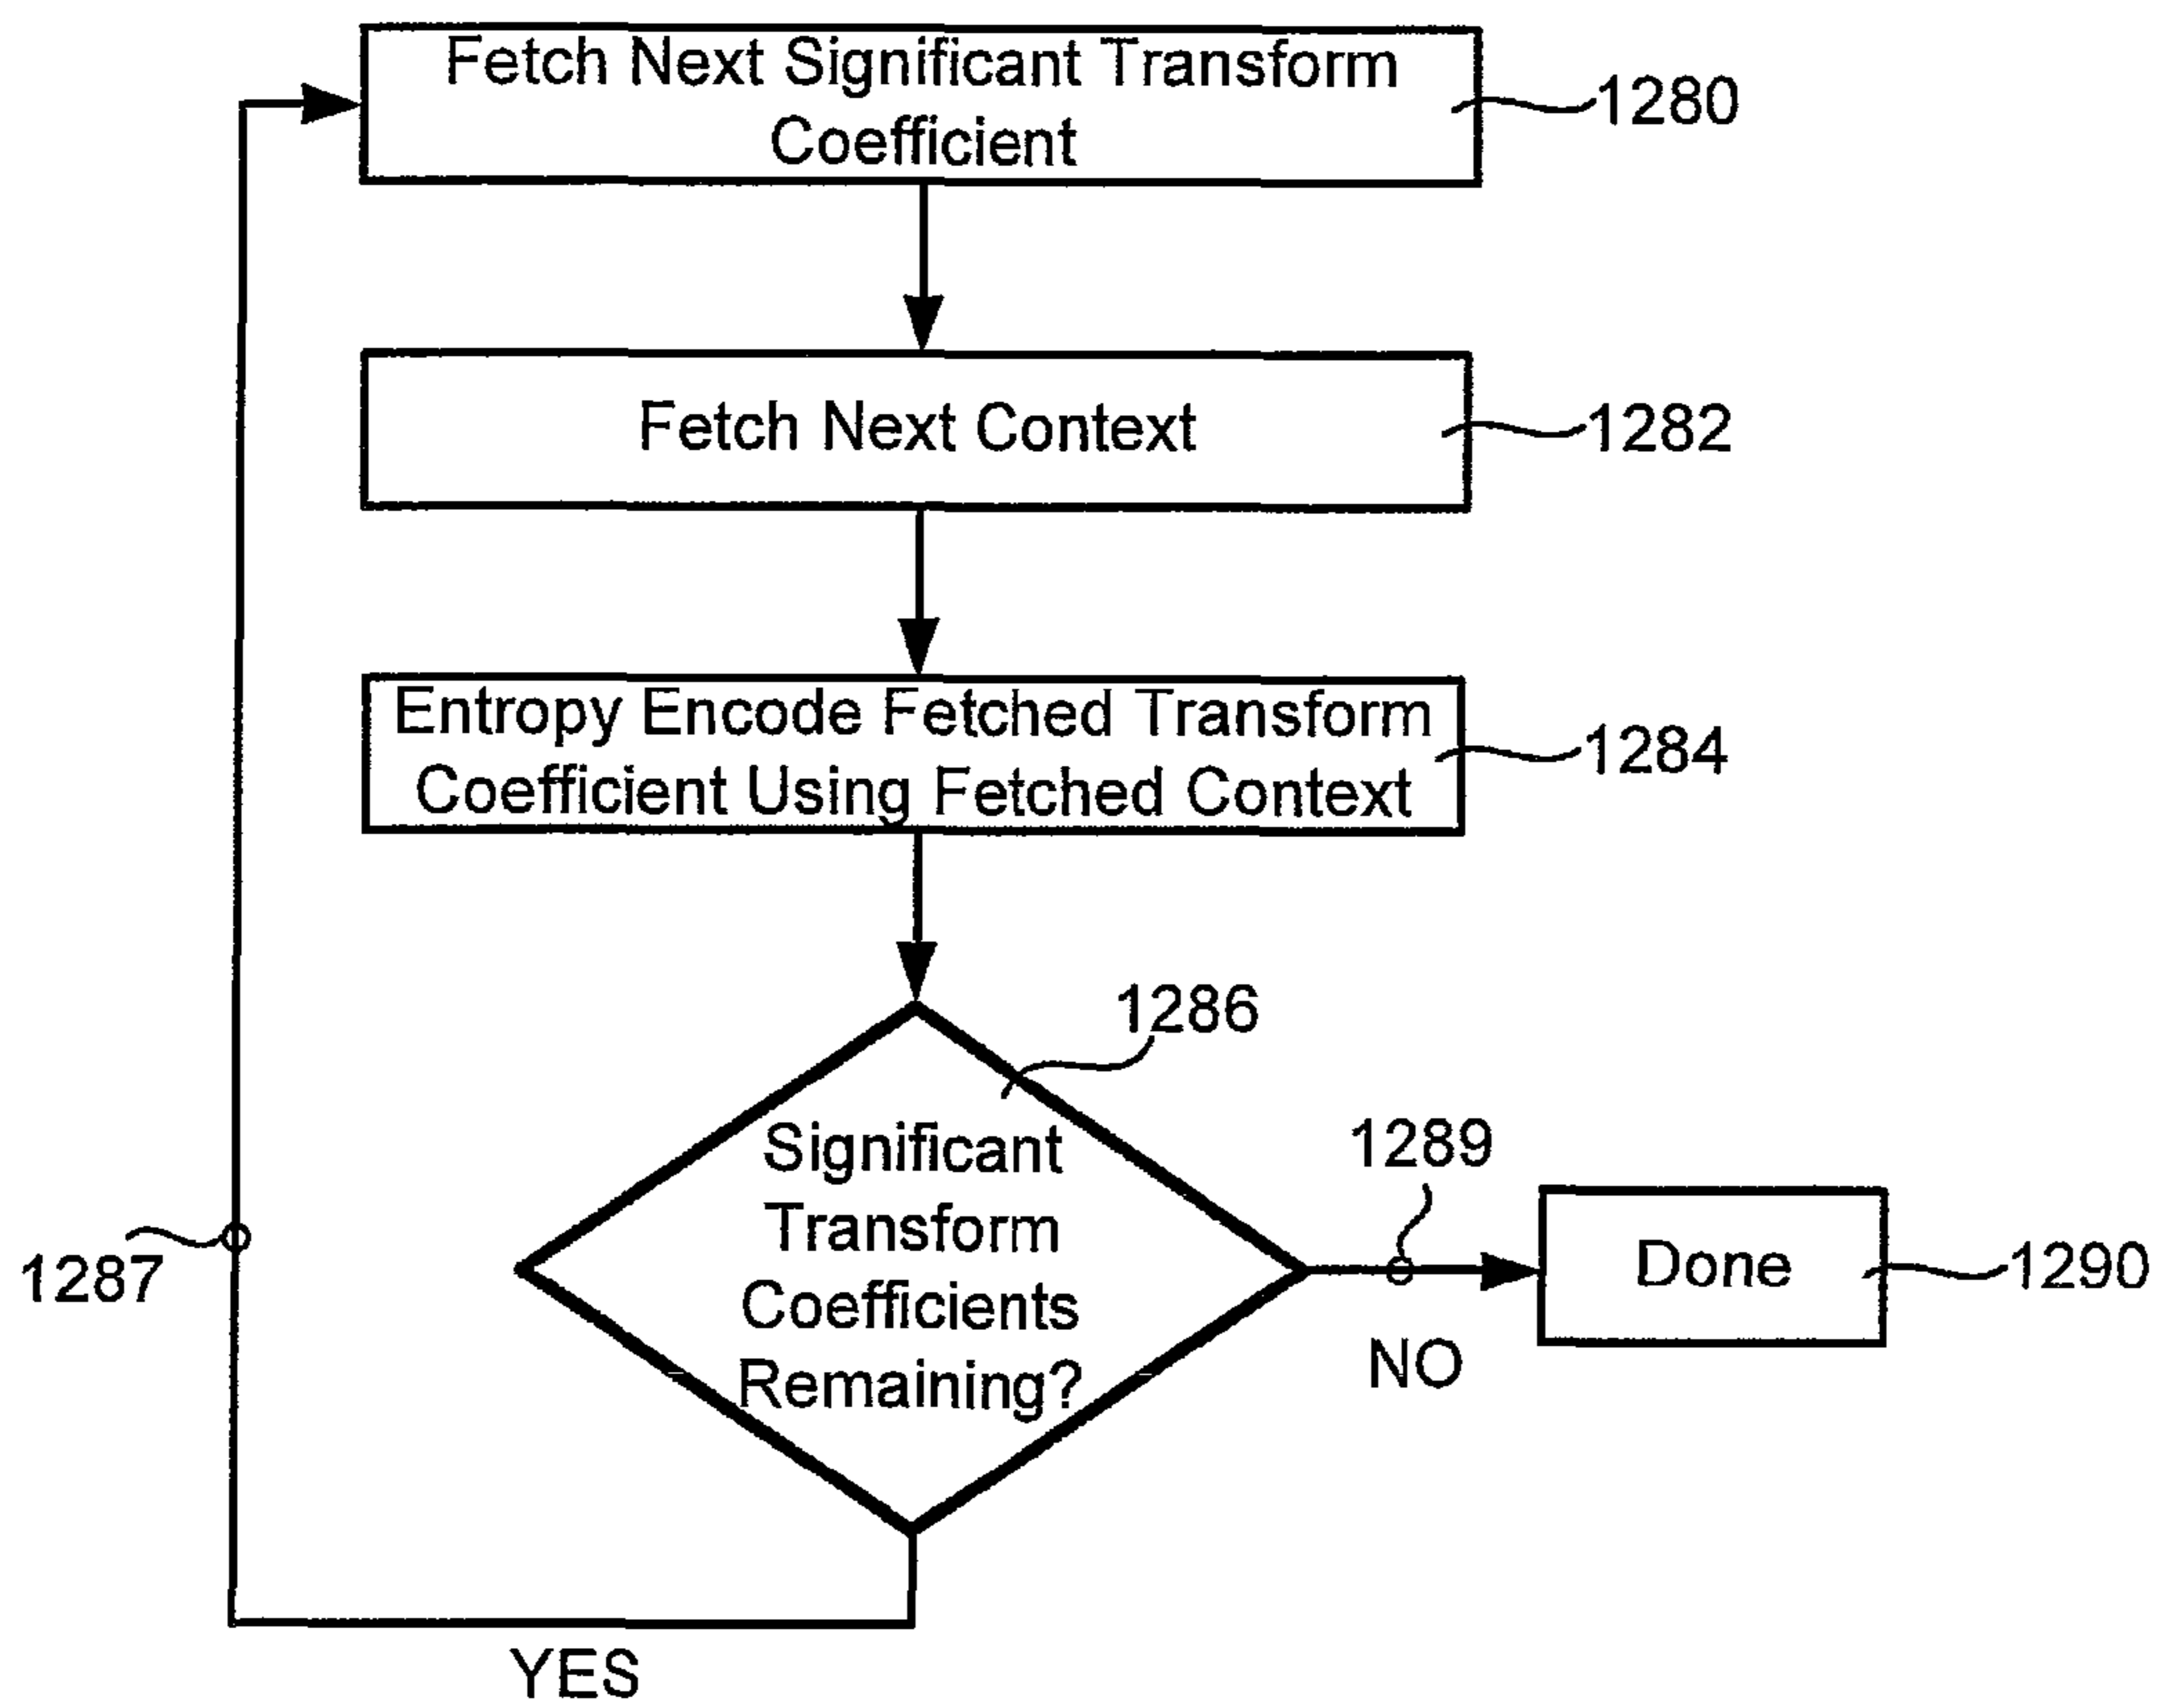 Fetch Next Significant Transform
Coefficient
1280
Fetch Next Context
1282
Entropy Encode Fetched Transform
Coefficient Using Fetched Context
1284
1286
Significant
Transform
Coefficients
Remaining?
1289
NO
Done
1290
1287
YES